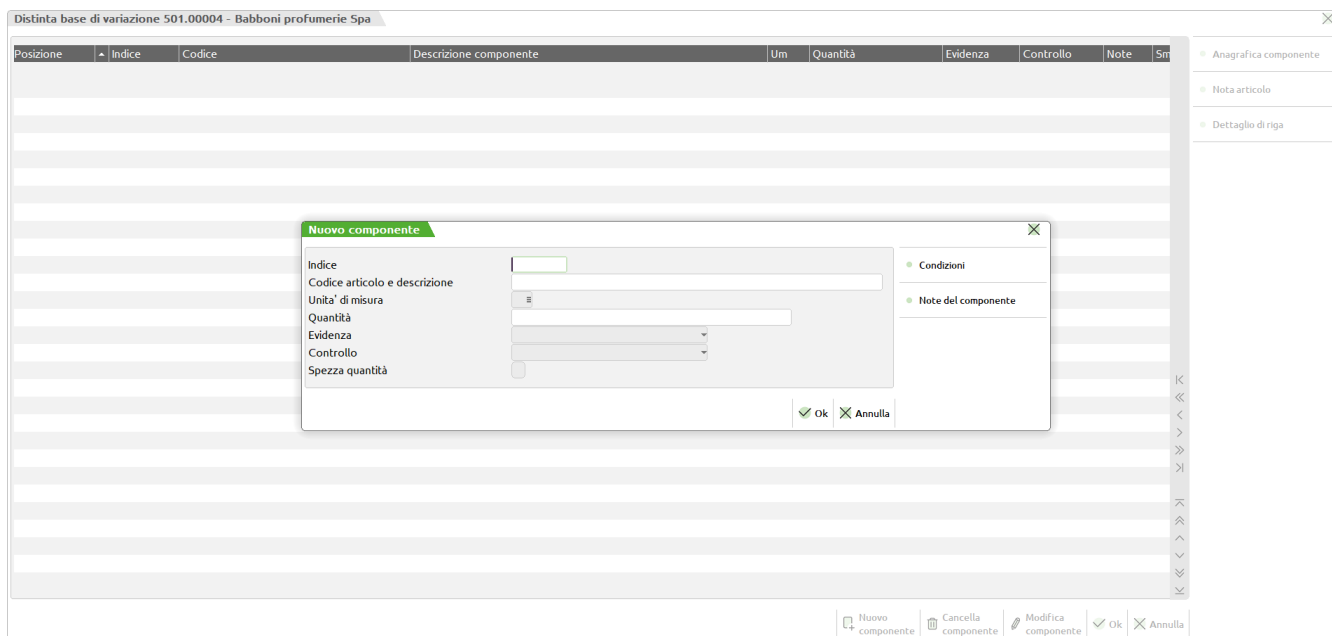 Distinta base di variazione 501.00004 - Babboni profumerie Spa
Posizione Indice Codice Descrizione componente Um Quantità Evidenza Controllo Note Sm
Anagrafica componente
Nota articolo
Dettaglio di riga
Nuovo componente
Indice
Codice articolo e descrizione
Unita' di misura
Quantità
Evidenza
Controllo
Spezza quantità
Condizioni
Note del componente
Ok Annulla
Nuovo componente
Cancella componente
Modifica componente
Ok
Annulla